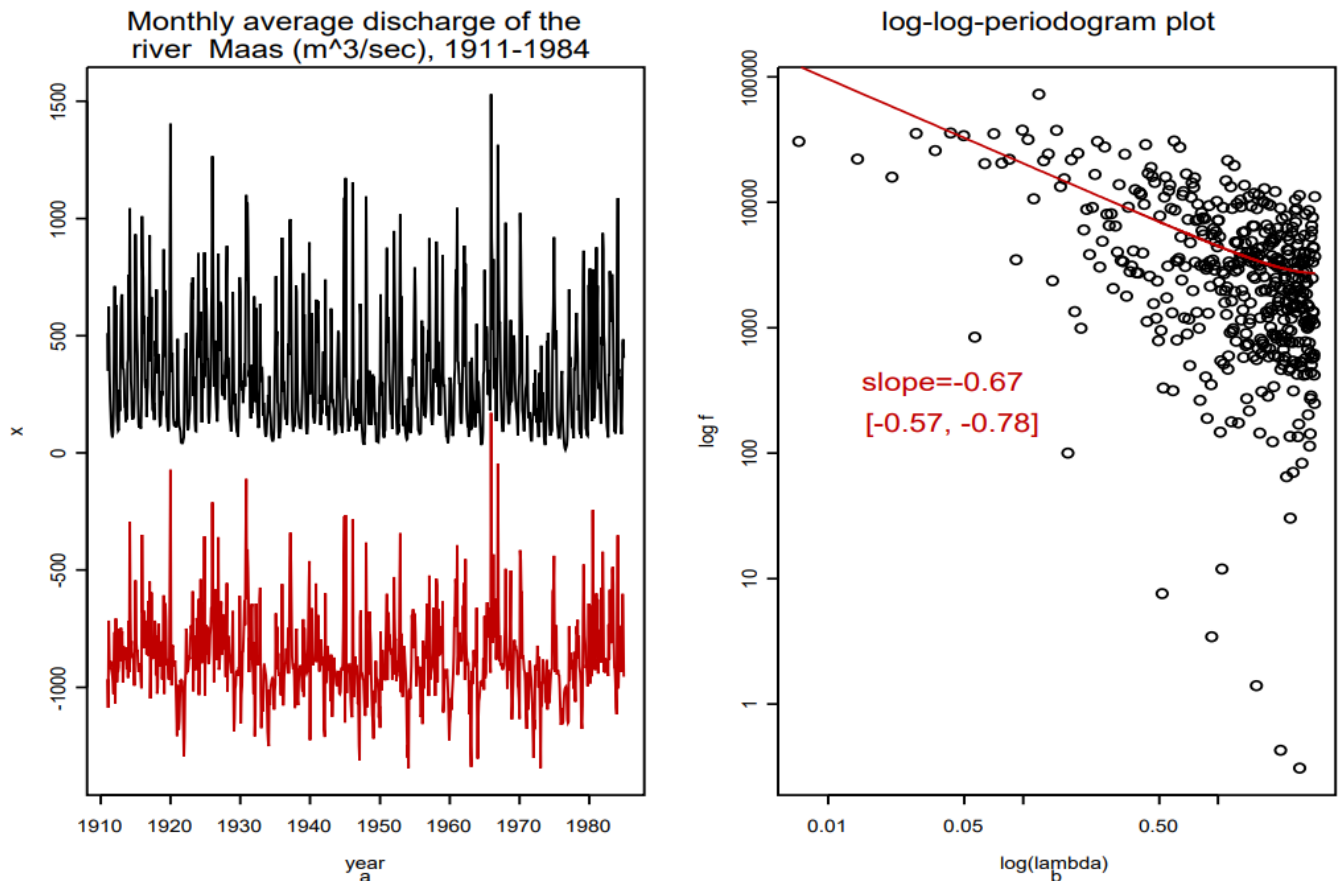 Monthly average discharge of the
river Maas (m^3/sec), 1911-1984
x
1500
1000
500
0
-500
-1000
1910 1920 1930 1940 1950 1960 1970 1980
year
a
log-log-periodogram plot
log f
100000
10000
1000
100
10
1
slope=-0.67
[-0.57, -0.78]
0.01 0.05 0.50
log(lambda)
b